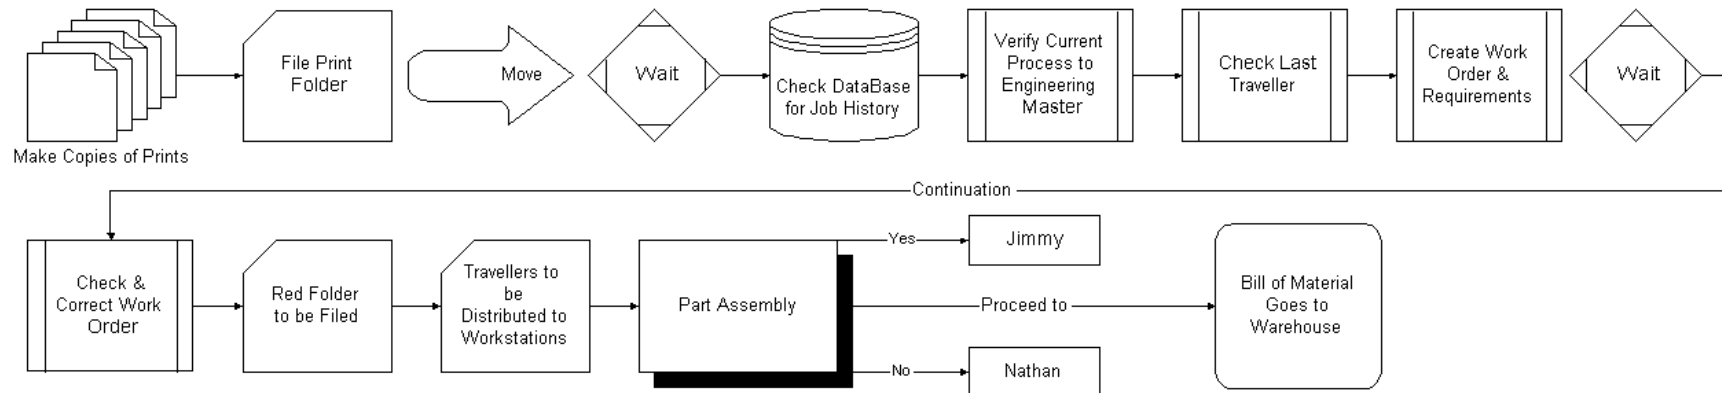 Make Copies of Prints
File Print
Folder
Move
Wait
Check DataBase
for Job History
Verify Current
Process to
Engineering
Master
Check Last
Traveller
Create Work
Order &
Requirements
Wait
Continuation
Check &
Correct Work
Order
Red Folder
to be Filed
Travellers to
be
Distributed to
Workstations
Part Assembly
Yes
Jimmy
Proceed to
Bill of Material
Goes to
Warehouse
No
Nathan